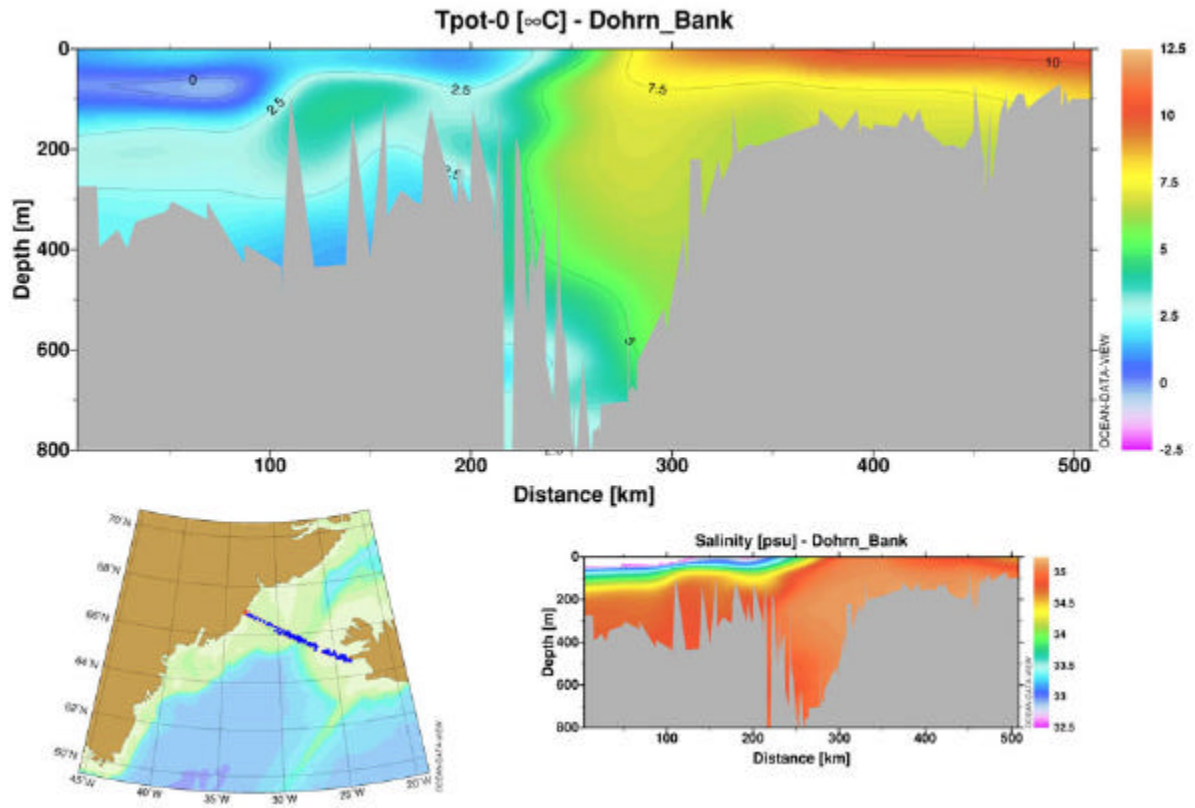 Tpot-0 [∞C] - Dohrn_Bank
0
200
400
600
800
Depth [m]
0
2.5
2.5
7.5
10
2.5
5
100
200
300
400
500
Distance [km]
12.5
10
7.5
5
2.5
0
-2.5
OCEAN-DATA-VIEW
70°N
68°N
66°N
64°N
62°N
60°N
45°W
40°W
35°W
30°W
25°W
20°W
OCEAN-DATA-VIEW
Salinity [psu] - Dohrn_Bank
0
200
400
600
800
Depth [m]
100
200
300
400
500
Distance [km]
35
34.5
34
33.5
33
32.5
OCEAN-DATA-VIEW